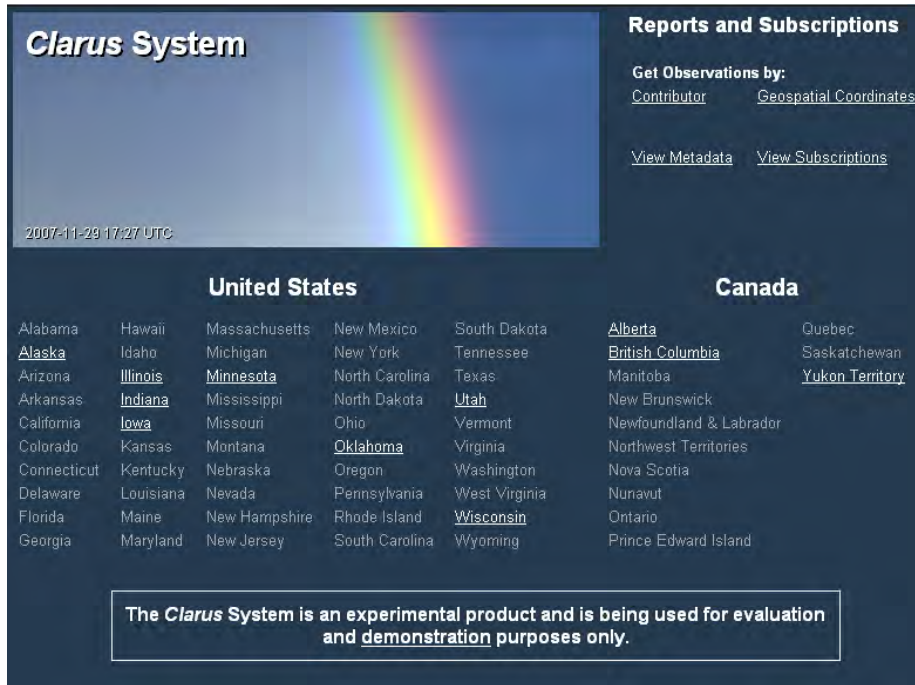 Clarus System
2007-11-29 17:27 UTC
Reports and Subscriptions
Get Observations by:
Contributor Geospatial Coordinates
View Metadata View Subscriptions
United States
Alabama Hawaii Massachusetts New Mexico South Dakota
Alaska Idaho Michigan New York Tennessee
Arizona Illinois Minnesota North Carolina Texas
Arkansas Indiana Mississippi North Dakota Utah
California Iowa Missouri Ohio Vermont
Colorado Kansas Montana Oklahoma Virginia
Connecticut Kentucky Nebraska Oregon Washington
Delaware Louisiana Nevada Pennsylvania West Virginia
Florida Maine New Hampshire Rhode Island Wisconsin
Georgia Maryland New Jersey South Carolina Wyoming
Canada
Alberta Quebec
British Columbia Saskatchewan
Manitoba Yukon Territory
New Brunswick
Newfoundland & Labrador
Northwest Territories
Nova Scotia
Nunavut
Ontario
Prince Edward Island
The Clarus System is an experimental product and is being used for evaluation
and demonstration purposes only.